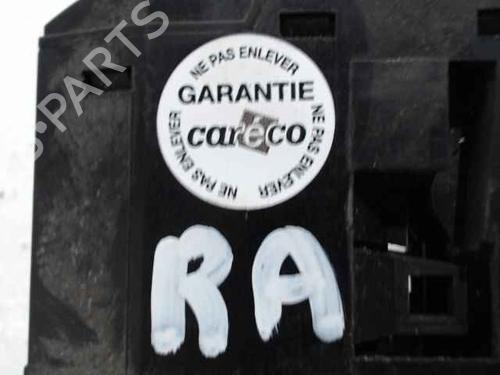 NE PAS ENLEVER
GARANTIE
caréco
NE PAS ENLEVER
NE PAS ENLEVER
RA
PARTS